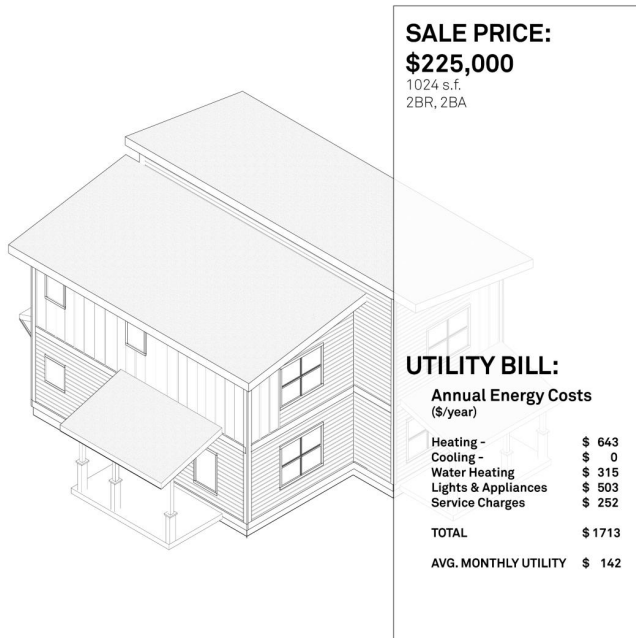 SALE PRICE:
$225,000
1024 s.f.
2BR, 2BA
UTILITY BILL:
Annual Energy Costs
($/year)
Heating - $ 643
Cooling - $ 0
Water Heating $ 315
Lights & Appliances $ 503
Service Charges $ 252
TOTAL $1713
AVG. MONTHLY UTILITY $ 142